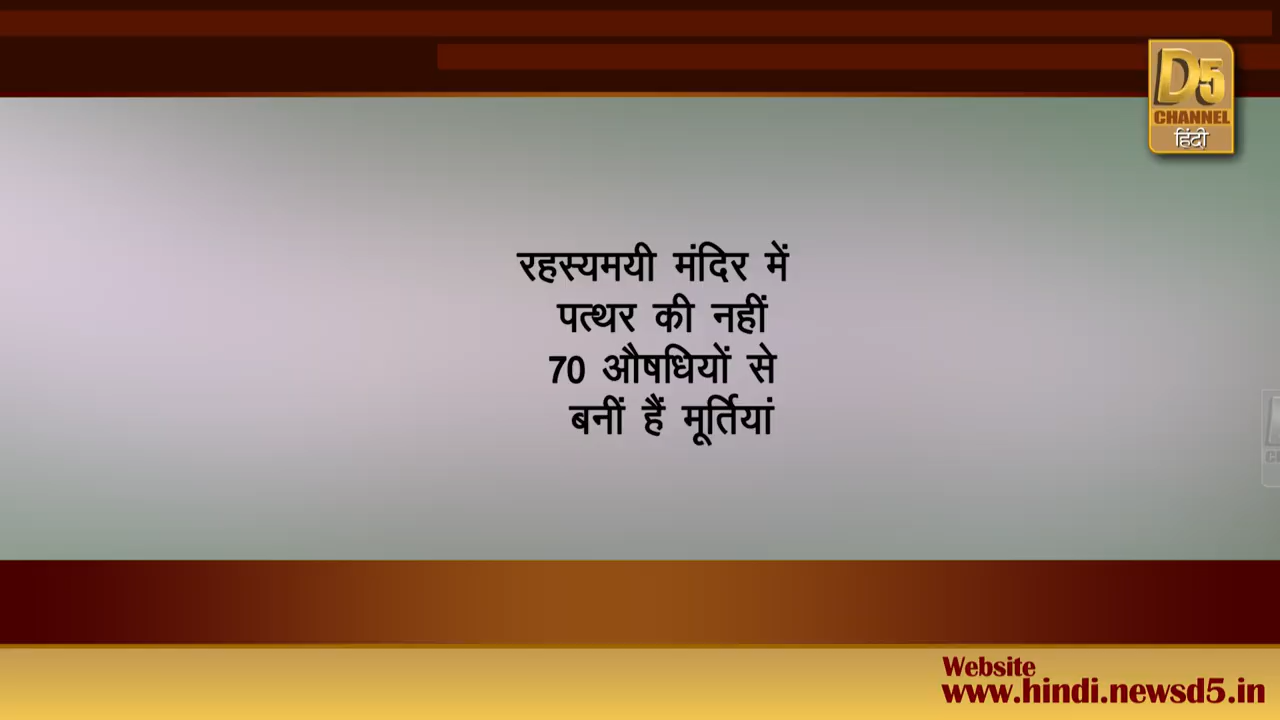 D5
CHANNEL
हिंदी
रहस्यमयी मंदिर में
पत्थर की नहीं
70 औषधियों से
बनीं हैं मूर्तियां
Website
www.hindi.newsd5.in